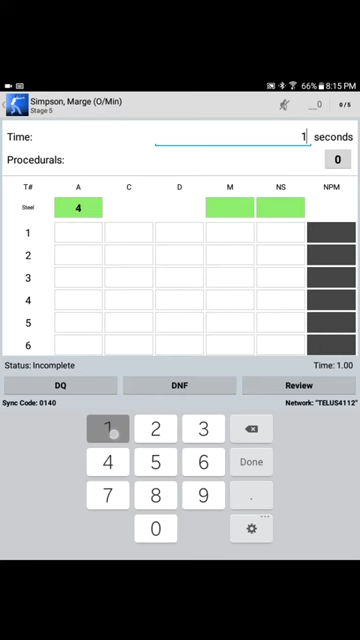 66% 8:15 PM
Simpson, Marge (O/Min)
Stage 5
__0
0 / 5
Time: 1 seconds
Procedurals: 0
T# A C D M NS NPM
Steel 4
1
2
3
4
5
6
Status: Incomplete Time: 1.00
DQ DNF Review
Sync Code: 0140 Network: "TELUS4112"
1 2 3
4 5 6 Done
7 8 9 .
0 ...